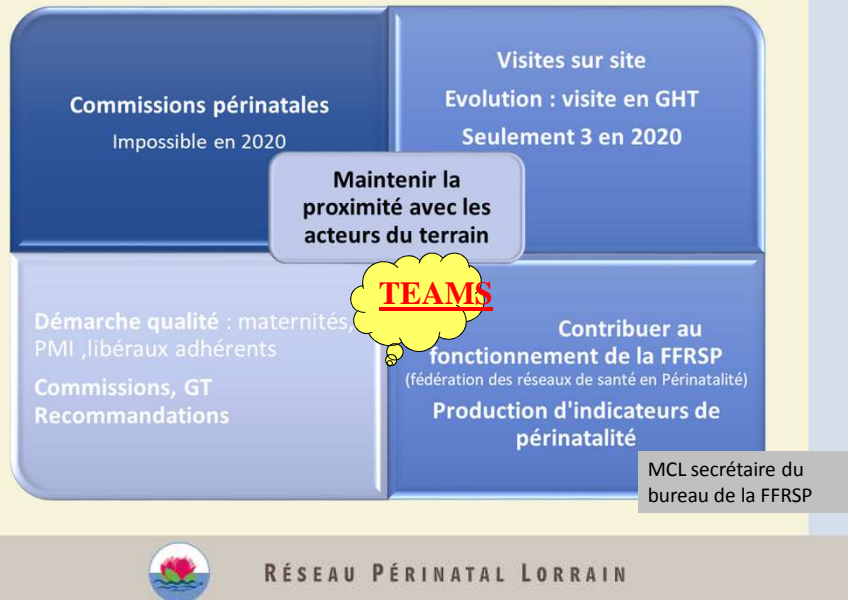 Commissions périnatales
Impossible en 2020
Visites sur site
Evolution : visite en GHT
Seulement 3 en 2020
Maintenir la
proximité avec les
acteurs du terrain
TEAMS
Démarche qualité : maternités,
PMI ,libéraux adhérents
Commissions, GT
Recommandations
Contribuer au
fonctionnement de la FFRSP
(fédération des réseaux de santé en Périnatalité)
Production d'indicateurs de
périnatalité
MCL secrétaire du
bureau de la FFRSP
RÉSEAU PÉRINATAL LORRAIN